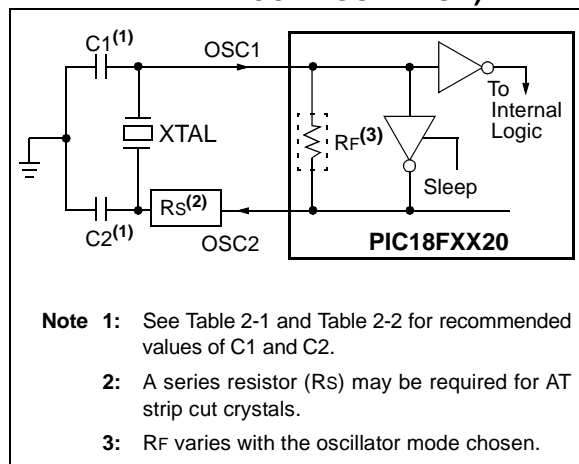 C1(1)
OSC1
To
Internal
Logic
XTAL
RF(3)
Sleep
RS(2)
C2(1)
OSC2
PIC18FXX20
Note 1: See Table 2-1 and Table 2-2 for recommended
values of C1 and C2.
2: A series resistor (RS) may be required for AT
strip cut crystals.
3: RF varies with the oscillator mode chosen.